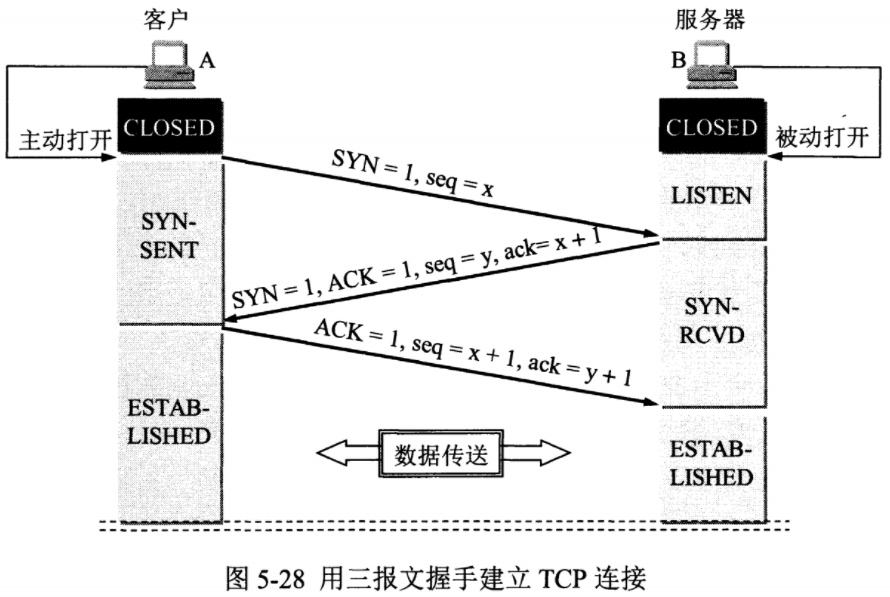 客户
服务器
A
B
CLOSED
CLOSED
主动打开
被动打开
SYN = 1, seq = x
LISTEN
SYN-
SENT
SYN = 1, ACK = 1, seq = y, ack= x + 1
SYN-
RCVD
ACK = 1, seq = x + 1, ack = y + 1
ESTAB-
LISHED
数据传送
ESTAB-
LISHED
图 5-28 用三报文握手建立 TCP 连接